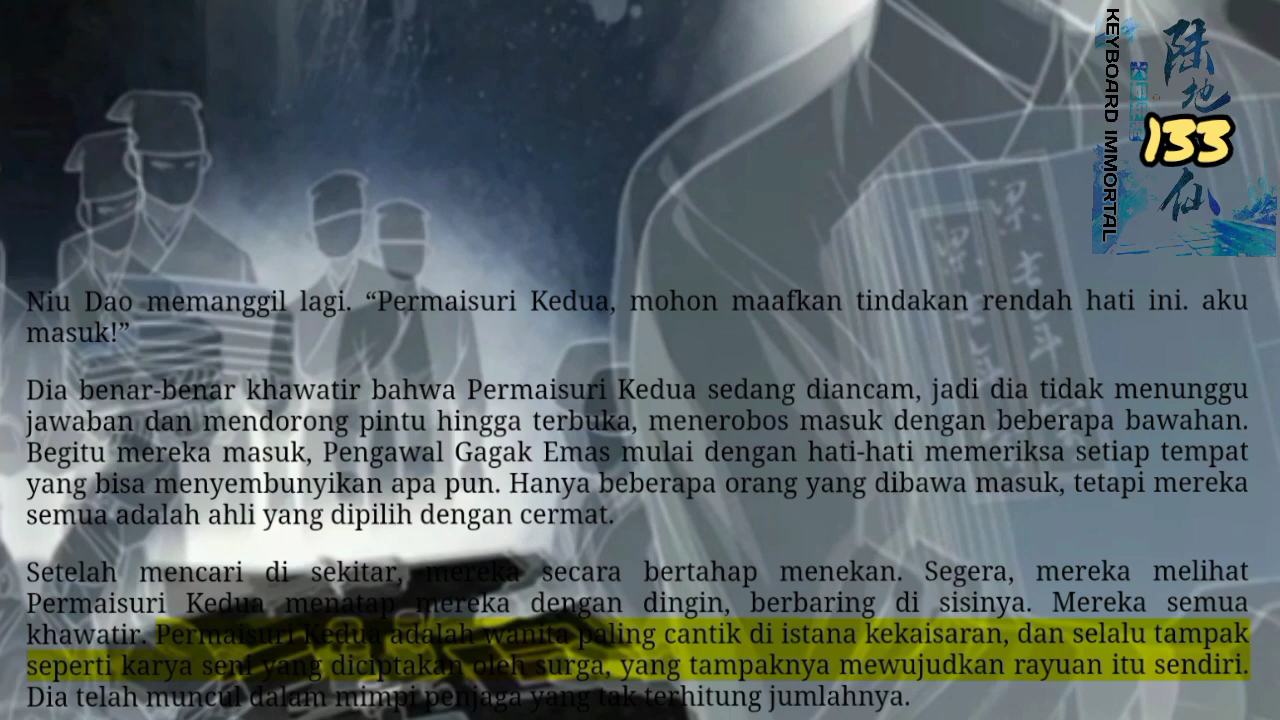 KEYBOARD IMMORTAL
陆地
133
仙
Niu Dao memanggil lagi. “Permaisuri Kedua, mohon maafkan tindakan rendah hati ini. aku
masuk!”
Dia benar-benar khawatir bahwa Permaisuri Kedua sedang diancam, jadi dia tidak menunggu
jawaban dan mendorong pintu hingga terbuka, menerobos masuk dengan beberapa bawahan.
Begitu mereka masuk, Pengawal Gagak Emas mulai dengan hati-hati memeriksa setiap tempat
yang bisa menyembunyikan apa pun. Hanya beberapa orang yang dibawa masuk, tetapi mereka
semua adalah ahli yang dipilih dengan cermat.
Setelah mencari di sekitar, mereka secara bertahap menekan. Segera, mereka melihat
Permaisuri Kedua menatap mereka dengan dingin, berbaring di sisinya. Mereka semua
khawatir. Permaisuri Kedua adalah wanita paling cantik di istana kekaisaran, dan selalu tampak
seperti karya seni yang diciptakan oleh surga, yang tampaknya mewujudkan rayuan itu sendiri.
Dia telah muncul dalam mimpi penjaga yang tak terhitung jumlahnya.